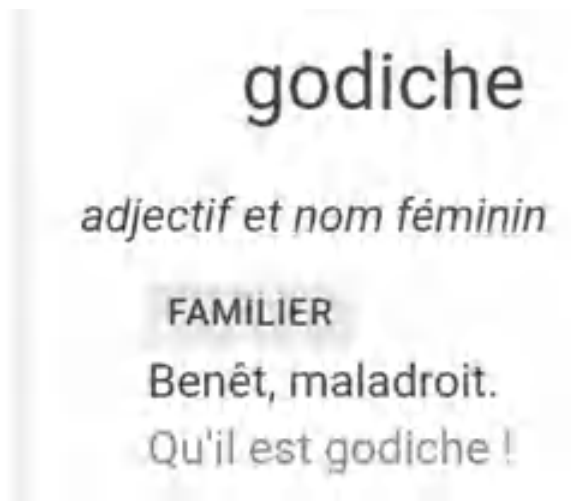 godiche
adjectif et nom féminin
FAMILIER
Benêt, maladroit.
Qu'il est godiche !